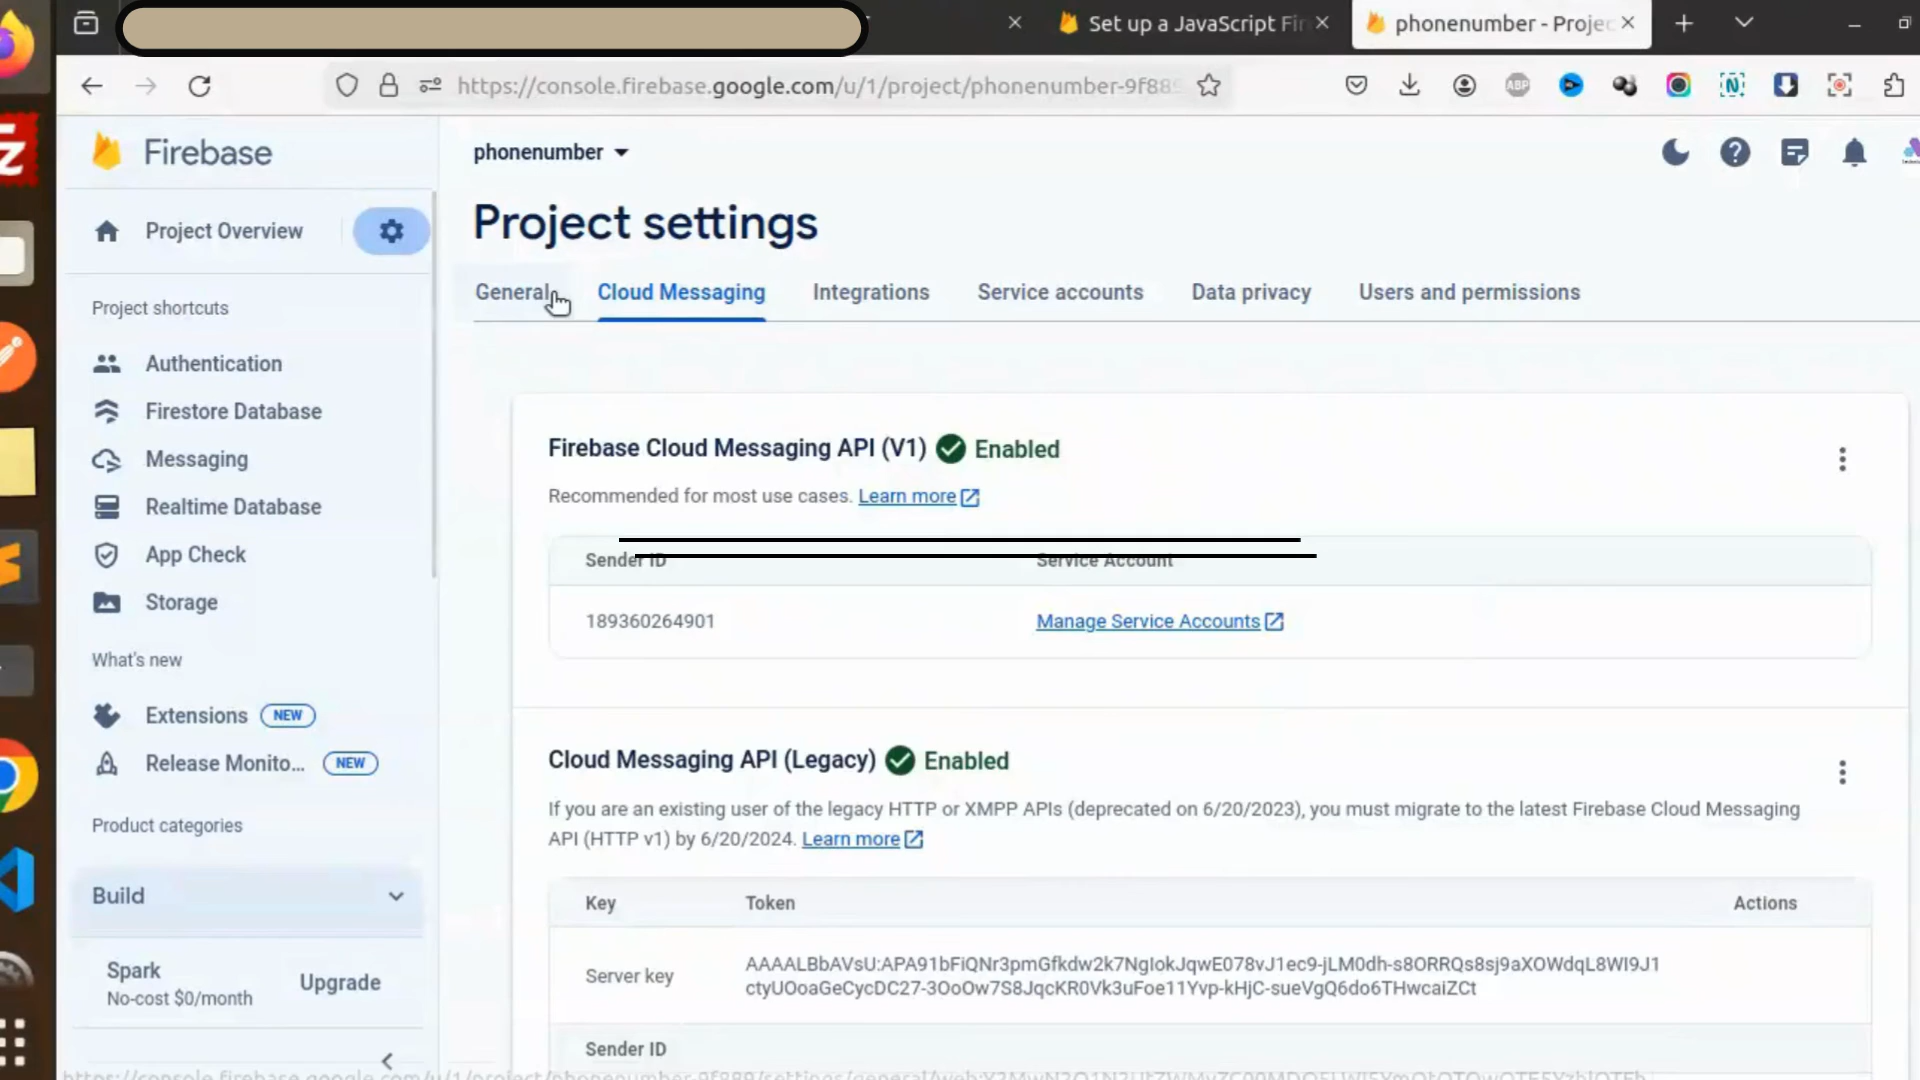 Set up a JavaScript Fir
phonenumber - Projec
https://console.firebase.google.com/u/1/project/phonenumber-9f889
ABP
N
Firebase
phonenumber
Project Overview
Project settings
General
Cloud Messaging
Integrations
Service accounts
Data privacy
Users and permissions
Project shortcuts
Authentication
Firestore Database
Messaging
Realtime Database
App Check
Storage
What's new
Extensions NEW
Release Monito... NEW
Product categories
Build
Spark
No-cost $0/month
Upgrade
Firebase Cloud Messaging API (V1) Enabled
Recommended for most use cases. Learn more
Sender ID
Service Account
189360264901
Manage Service Accounts
Cloud Messaging API (Legacy) Enabled
If you are an existing user of the legacy HTTP or XMPP APIs (deprecated on 6/20/2023), you must migrate to the latest Firebase Cloud Messaging
API (HTTP v1) by 6/20/2024. Learn more
Key
Token
Actions
Server key
AAAALBbAVsU:APA91bFiQNr3pmGfkdw2k7NgIokJqwE078vJ1ec9-jLM0dh-s8ORRQs8sj9aXOWdqL8WI9J1
ctyUOoaGeCycDC27-3OoOw7S8JqcKR0Vk3uFoe11Yvp-kHjC-sueVgQ6do6THwcaiZCt
Sender ID